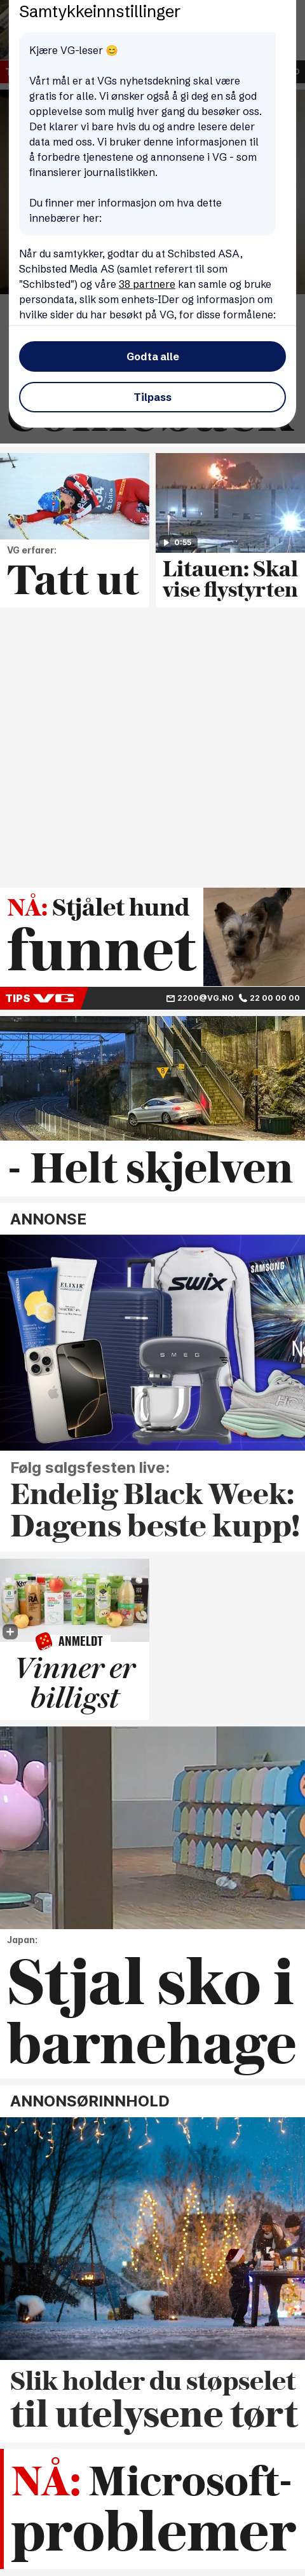 Samtykkeinnstillinger
Kjære VG-leser 😊
Vårt mål er at VGs nyhetsdekning skal være
gratis for alle. Vi ønsker også å gi deg en så god
opplevelse som mulig hver gang du besøker oss.
Det klarer vi bare hvis du og andre lesere deler
data med oss. Vi bruker denne informasjonen til
å forbedre tjenestene og annonsene i VG - som
finansierer journalistikken.
Du finner mer informasjon om hva dette
innebærer her:
Når du samtykker, godtar du at Schibsted ASA,
Schibsted Media AS (samlet referert til som
"Schibsted") og våre 38 partnere kan samle og bruke
persondata, slik som enhets-IDer og informasjon om
hvilke sider du har besøkt på VG, for disse formålene:
Godta alle
Tilpass
VG erfarer:
Tatt ut
0:55
Litauen: Skal
vise flystyrten
NÅ: Stjålet hund
funnet
TIPS VG 2200@VG.NO 22 00 00 00
- Helt skjelven
ANNONSE
ELIXIR
SWIX
SAMSUNG
SMEG
Følg salgsfesten live:
Endelig Black Week:
Dagens beste kupp!
ANMELDT
Vinner er
billigst
Japan:
Stjal sko i
barnehage
ANNONSØRINNHOLD
Slik holder du støpselet
til utelysene tørt
NÅ: Microsoft-
problemer